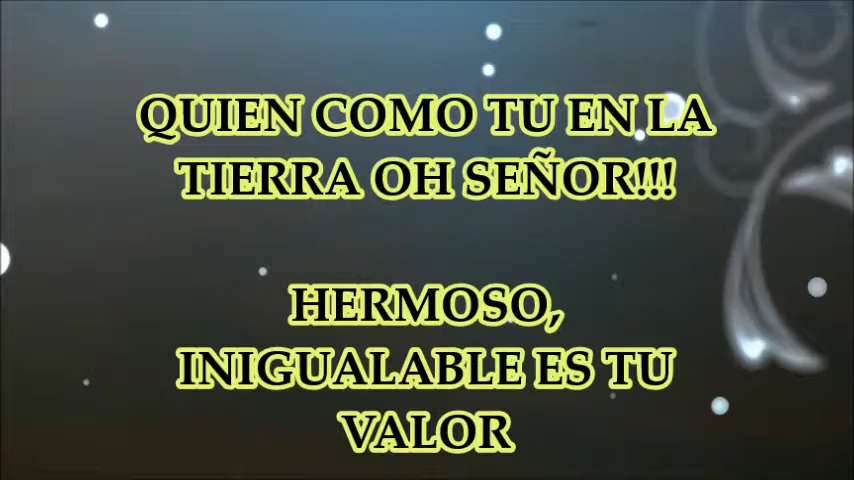 QUIEN COMO TU EN LA
TIERRA OH SEÑOR!!!
HERMOSO,
INIGUALABLE ES TU
VALOR